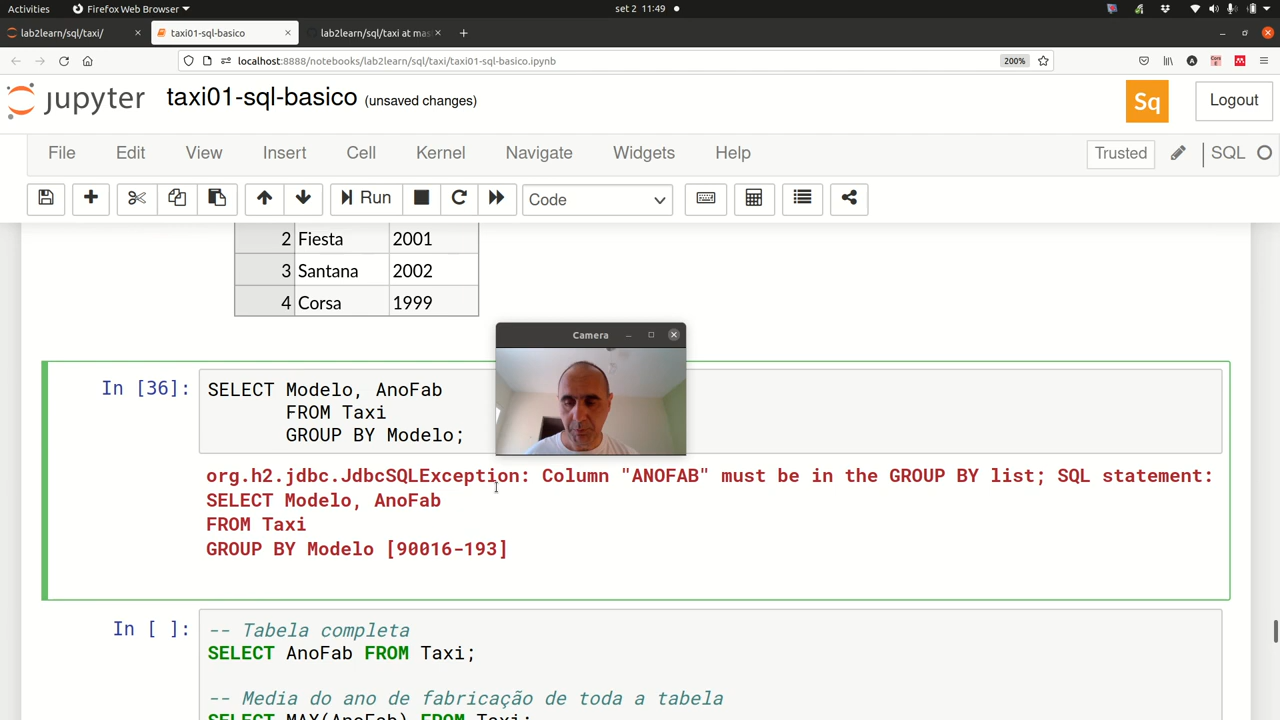 Activities
Firefox Web Browser
set 2 11:49
lab2learn/sql/taxi/
taxi01-sql-basico
lab2learn/sql/taxi at mas
localhost:8888/notebooks/lab2learn/sql/taxi/taxi01-sql-basico.ipynb
200%
jupyter
taxi01-sql-basico (unsaved changes)
Sq
Logout
File Edit View Insert Cell Kernel Navigate Widgets Help
Trusted
SQL
Run
Code
2 Fiesta 2001
3 Santana 2002
4 Corsa 1999
Camera
In [36]: SELECT Modelo, AnoFab
FROM Taxi
GROUP BY Modelo;
org.h2.jdbc.JdbcSQLException: Column "ANOFAB" must be in the GROUP BY list; SQL statement:
SELECT Modelo, AnoFab
FROM Taxi
GROUP BY Modelo [90016-193]
In [ ]: -- Tabela completa
SELECT AnoFab FROM Taxi;
-- Media do ano de fabricação de toda a tabela
SELECT MAX(AnoFab) FROM Taxi;